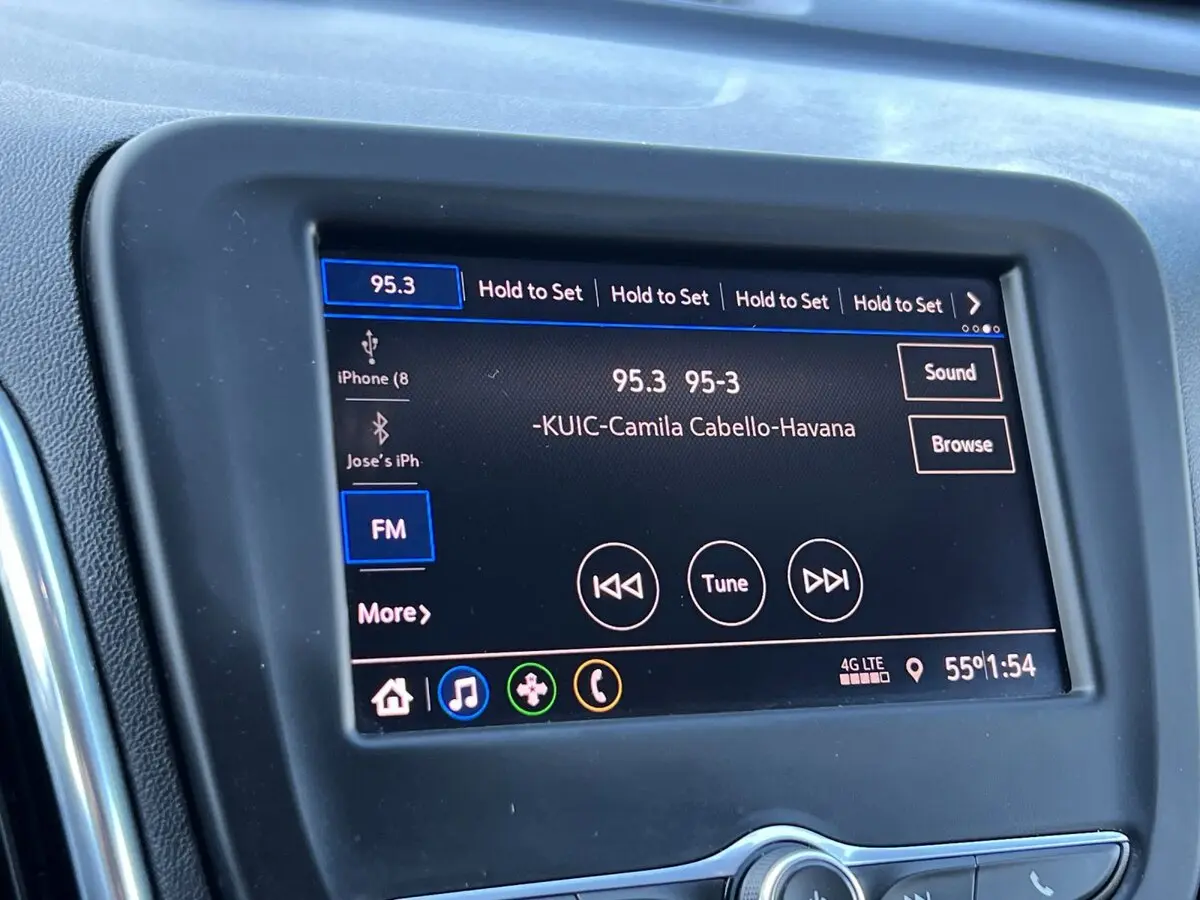 95.3 Hold to Set Hold to Set Hold to Set Hold to Set
iPhone (8
Sound
95.3 95-3
-KUIC-Camila Cabello-Havana
Browse
Jose's iPh
FM
Tune
More
4G LTE
55° 1:54